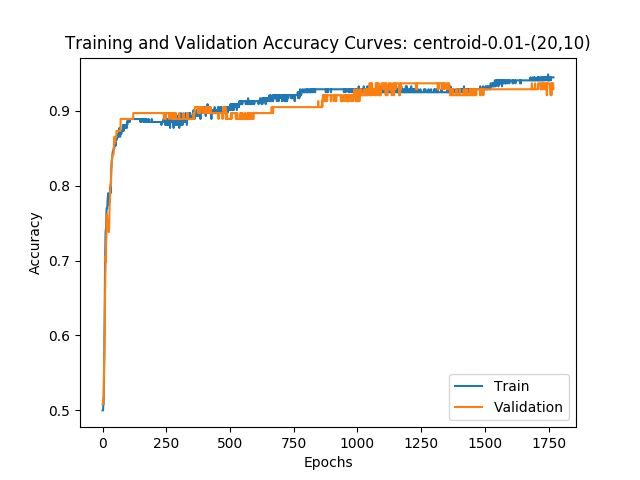 Training and Validation Accuracy Curves: centroid-0.01-(20,10)
0.9
0.8
0.7
0.6
0.5
Accuracy
Train
Validation
0 250 500 750 1000 1250 1500 1750
Epochs